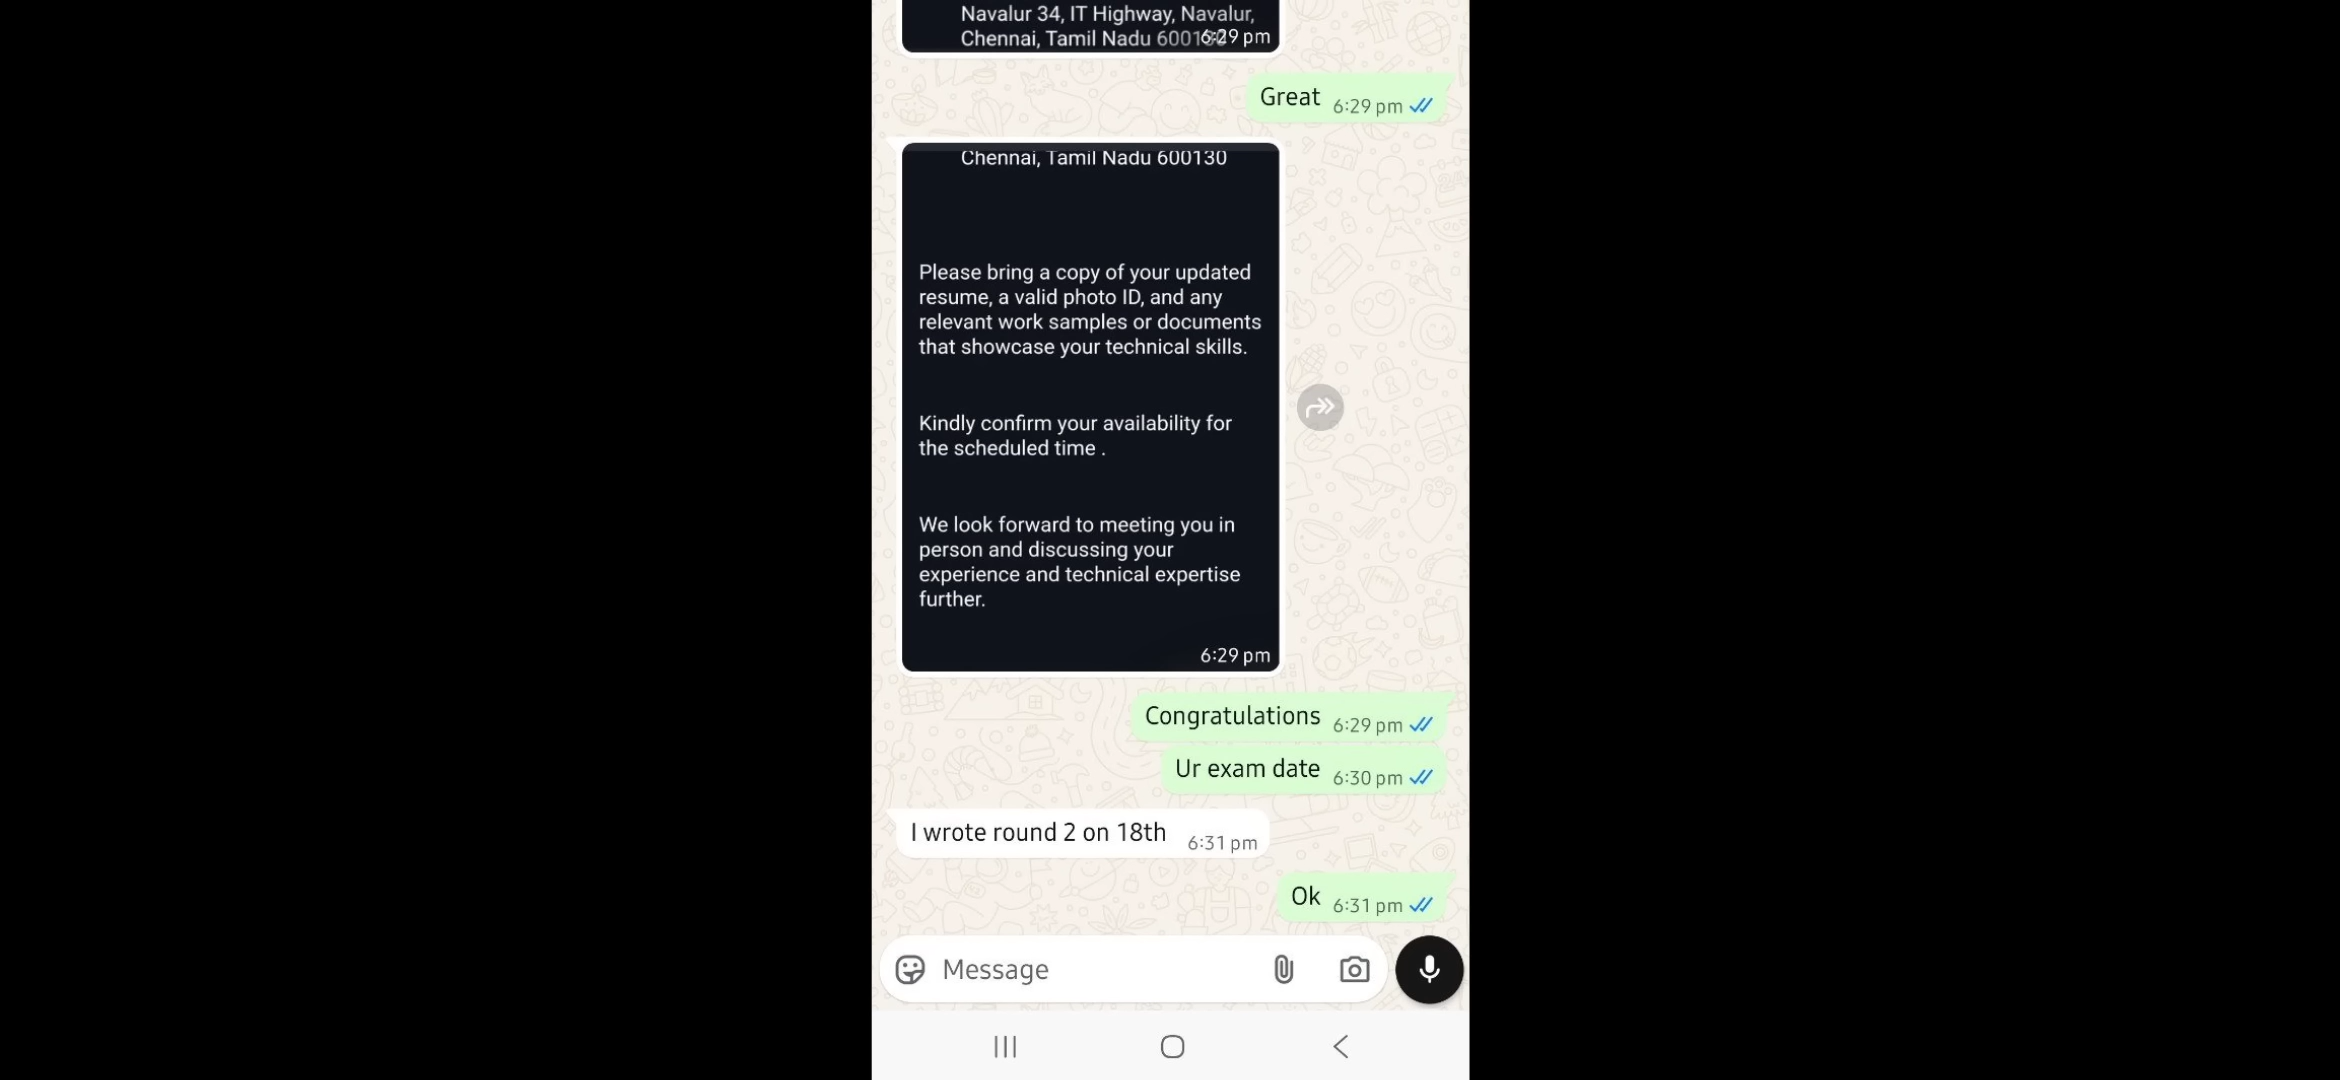 Navalur 34, IT Highway, Navalur,
Chennai, Tamil Nadu 600130
6:29 pm
Great 6:29 pm
Chennai, Tamil Nadu 600130
Please bring a copy of your updated
resume, a valid photo ID, and any
relevant work samples or documents
that showcase your technical skills.
Kindly confirm your availability for
the scheduled time .
We look forward to meeting you in
person and discussing your
experience and technical expertise
further.
6:29 pm
Congratulations 6:29 pm
Ur exam date 6:30 pm
I wrote round 2 on 18th 6:31 pm
Ok 6:31 pm
Message